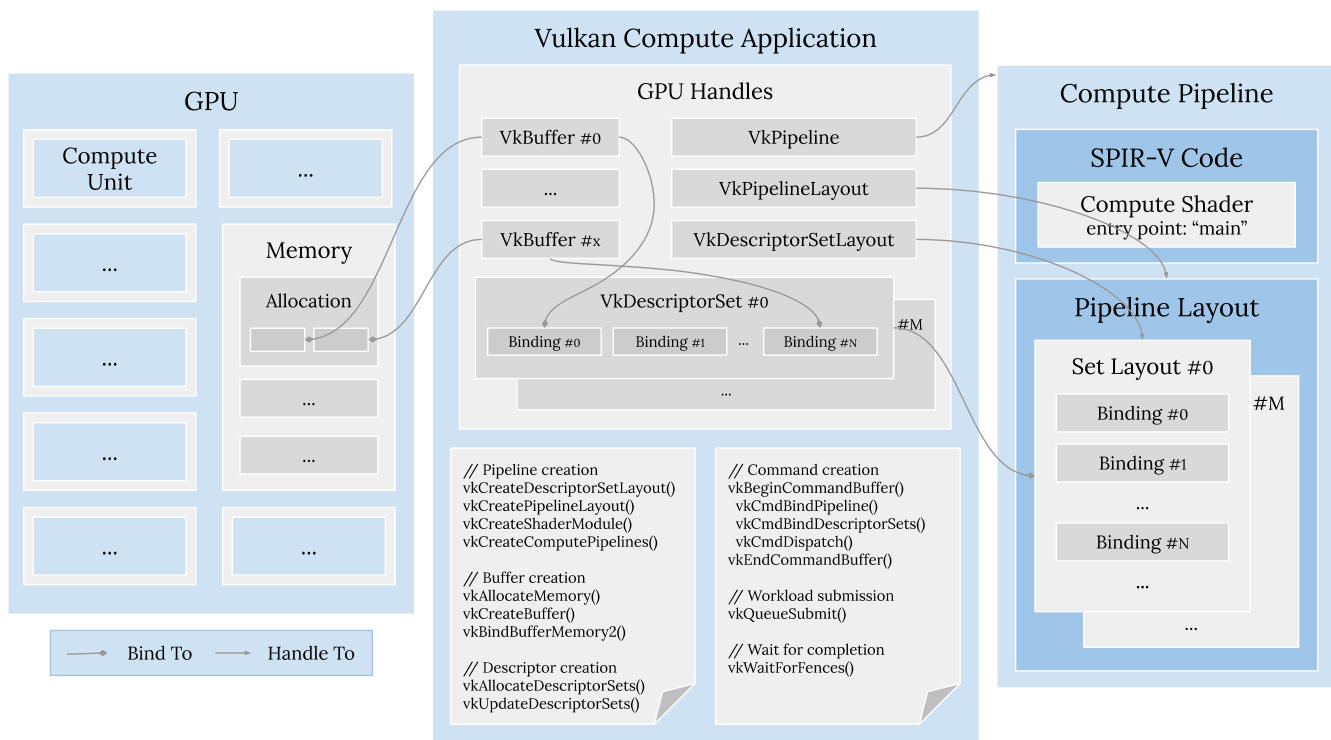 GPU
Compute
Unit
...
...
...
...
...
...
Memory
Allocation
...
...
Bind To
Handle To
Vulkan Compute Application
GPU Handles
VkBuffer #0
...
VkBuffer #x
VkPipeline
VkPipelineLayout
VkDescriptorSetLayout
VkDescriptorSet #0
Binding #0
Binding #1
...
Binding #N
#M
...
// Pipeline creation
vkCreateDescriptorSetLayout()
vkCreatePipelineLayout()
vkCreateShaderModule()
vkCreateComputePipelines()
// Buffer creation
vkAllocateMemory()
vkCreateBuffer()
vkBindBufferMemory2()
// Descriptor creation
vkAllocateDescriptorSets()
vkUpdateDescriptorSets()
// Command creation
vkBeginCommandBuffer()
vkCmdBindPipeline()
vkCmdBindDescriptorSets()
vkCmdDispatch()
vkEndCommandBuffer()
// Workload submission
vkQueueSubmit()
// Wait for completion
vkWaitForFences()
Compute Pipeline
SPIR-V Code
Compute Shader
entry point: “main”
Pipeline Layout
Set Layout #0
Binding #0
Binding #1
...
Binding #N
...
#M
...